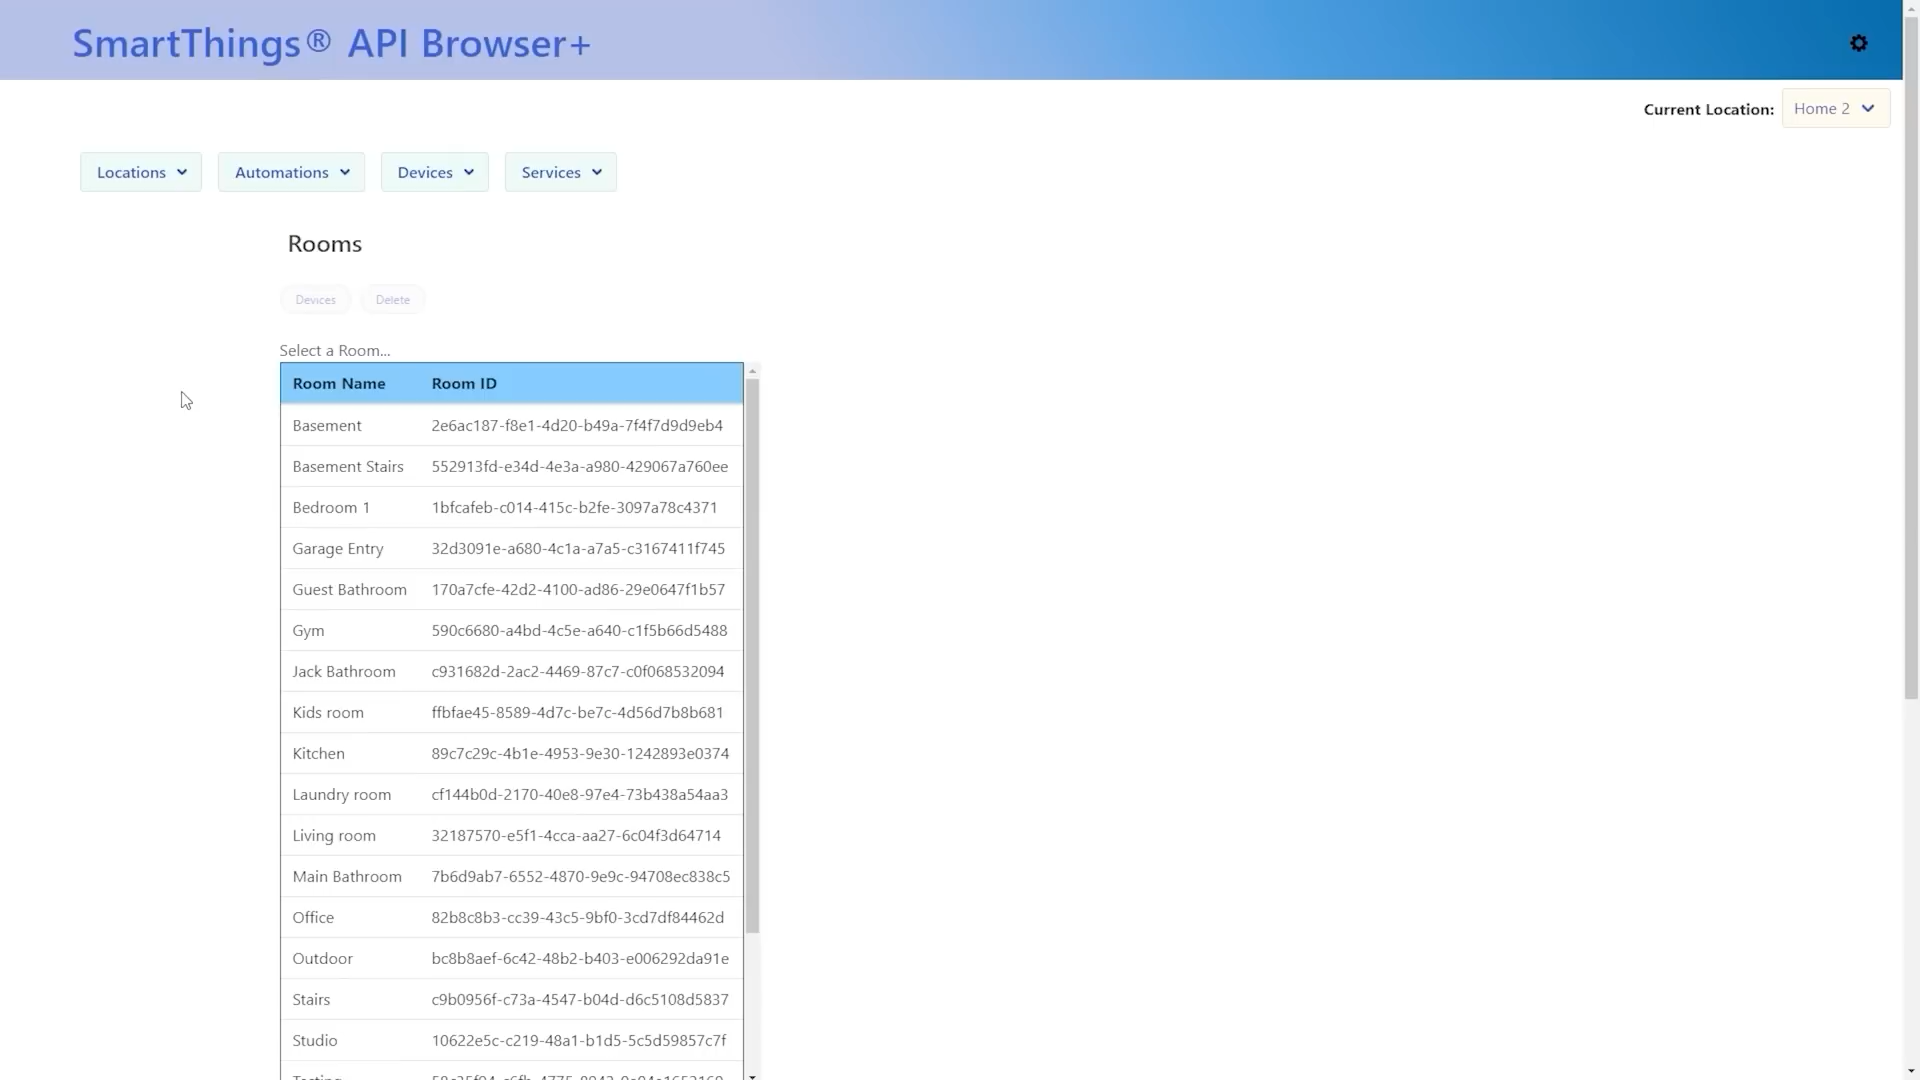 SmartThings® API Browser+
Current Location: Home 2
Locations Automations Devices Services
Rooms
Devices Delete
Select a Room...
Room Name Room ID
Basement 2e6ac187-f8e1-4d20-b49a-7f4f7d9d9eb4
Basement Stairs 552913fd-e34d-4e3a-a980-429067a760ee
Bedroom 1 1bfcafeb-c014-415c-b2fe-3097a78c4371
Garage Entry 32d3091e-a680-4c1a-a7a5-c3167411f745
Guest Bathroom 170a7cfe-42d2-4100-ad86-29e0647f1b57
Gym 590c6680-a4bd-4c5e-a640-c1f5b66d5488
Jack Bathroom c931682d-2ac2-4469-87c7-c0f068532094
Kids room ffbfae45-8589-4d7c-be7c-4d56d7b8b681
Kitchen 89c7c29c-4b1e-4953-9e30-1242893e0374
Laundry room cf144b0d-2170-40e8-97e4-73b438a54aa3
Living room 32187570-e5f1-4cca-aa27-6c04f3d64714
Main Bathroom 7b6d9ab7-6552-4870-9e9c-94708ec838c5
Office 82b8c8b3-cc39-43c5-9bf0-3cd7df84462d
Outdoor bc8b8aef-6c42-48b2-b403-e006292da91e
Stairs c9b0956f-c73a-4547-b04d-d6c5108d5837
Studio 10622e5c-c219-48a1-b1d5-5c5d59857c7f